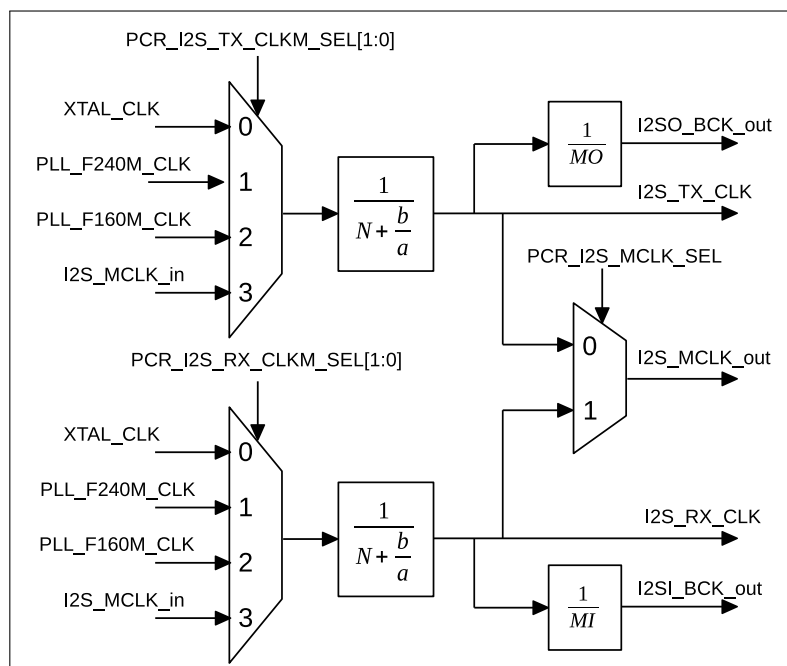 PCR_I2S_TX_CLKM_SEL[1:0]
XTAL_CLK
0
PLL_F240M_CLK
1
PLL_F160M_CLK
2
I2S_MCLK_in
3
1
N + b
a
1
MO
I2SO_BCK_out
I2S_TX_CLK
PCR_I2S_MCLK_SEL
0
1
I2S_MCLK_out
PCR_I2S_RX_CLKM_SEL[1:0]
XTAL_CLK
0
PLL_F240M_CLK
1
PLL_F160M_CLK
2
I2S_MCLK_in
3
1
N + b
a
I2S_RX_CLK
1
MI
I2SI_BCK_out